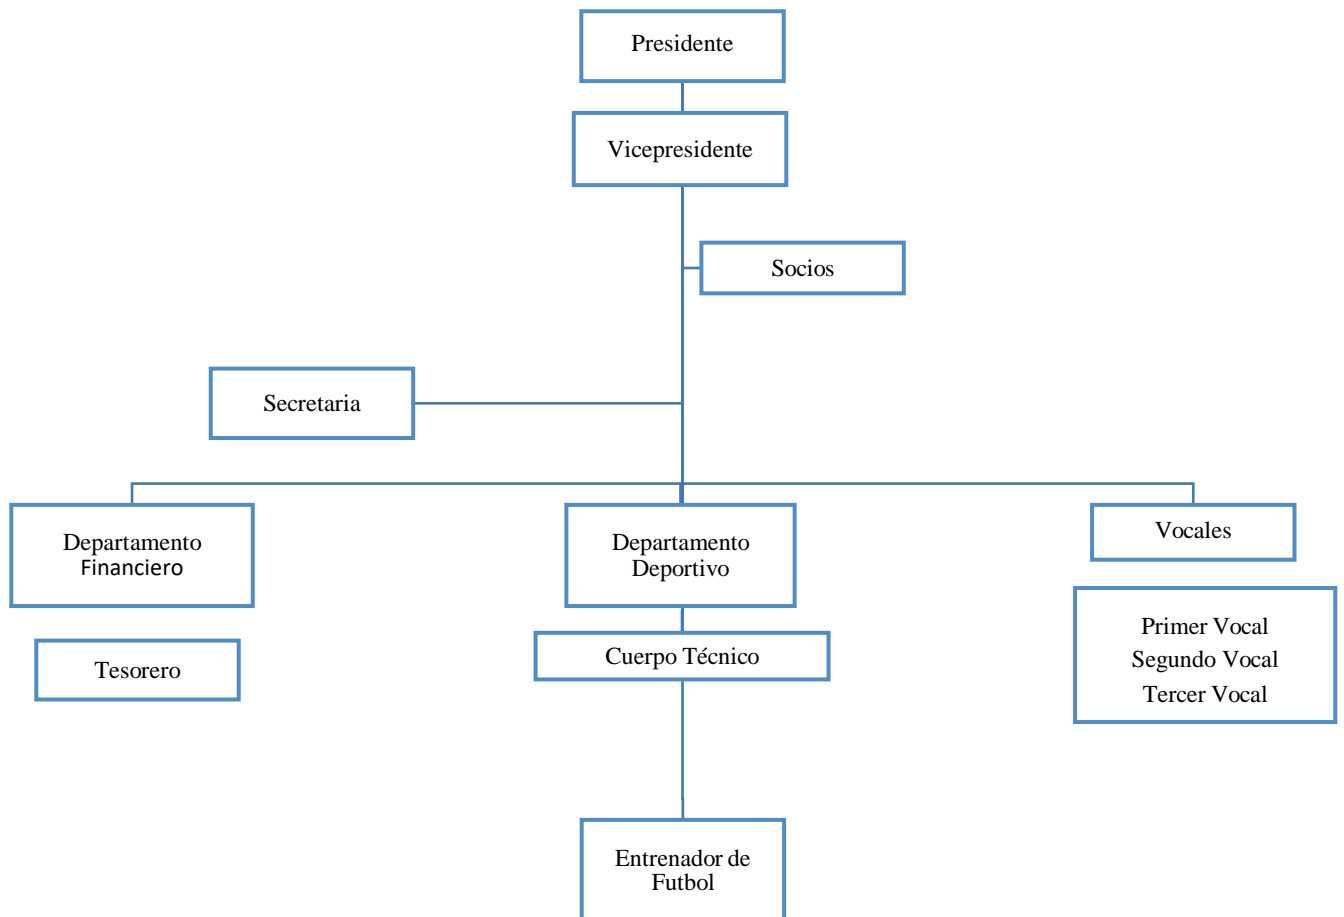 Presidente
Vicepresidente
Socios
Secretaria
Departamento
Financiero
Departamento
Deportivo
Vocales
Tesorero
Cuerpo Técnico
Primer Vocal
Segundo Vocal
Tercer Vocal
Entrenador de
Futbol